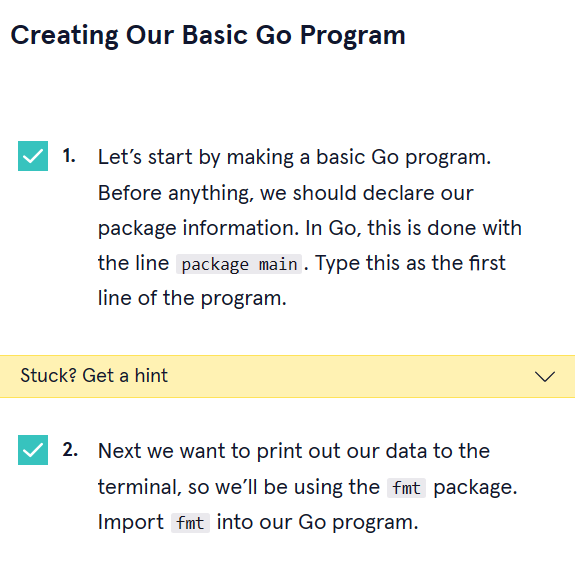 Creating Our Basic Go Program
1. Let's start by making a basic Go program.
Before anything, we should declare our
package information. In Go, this is done with
the line package main. Type this as the first
line of the program.
Stuck? Get a hint
2. Next we want to print out our data to the
terminal, so we'll be using the fmt package.
Import fmt into our Go program.